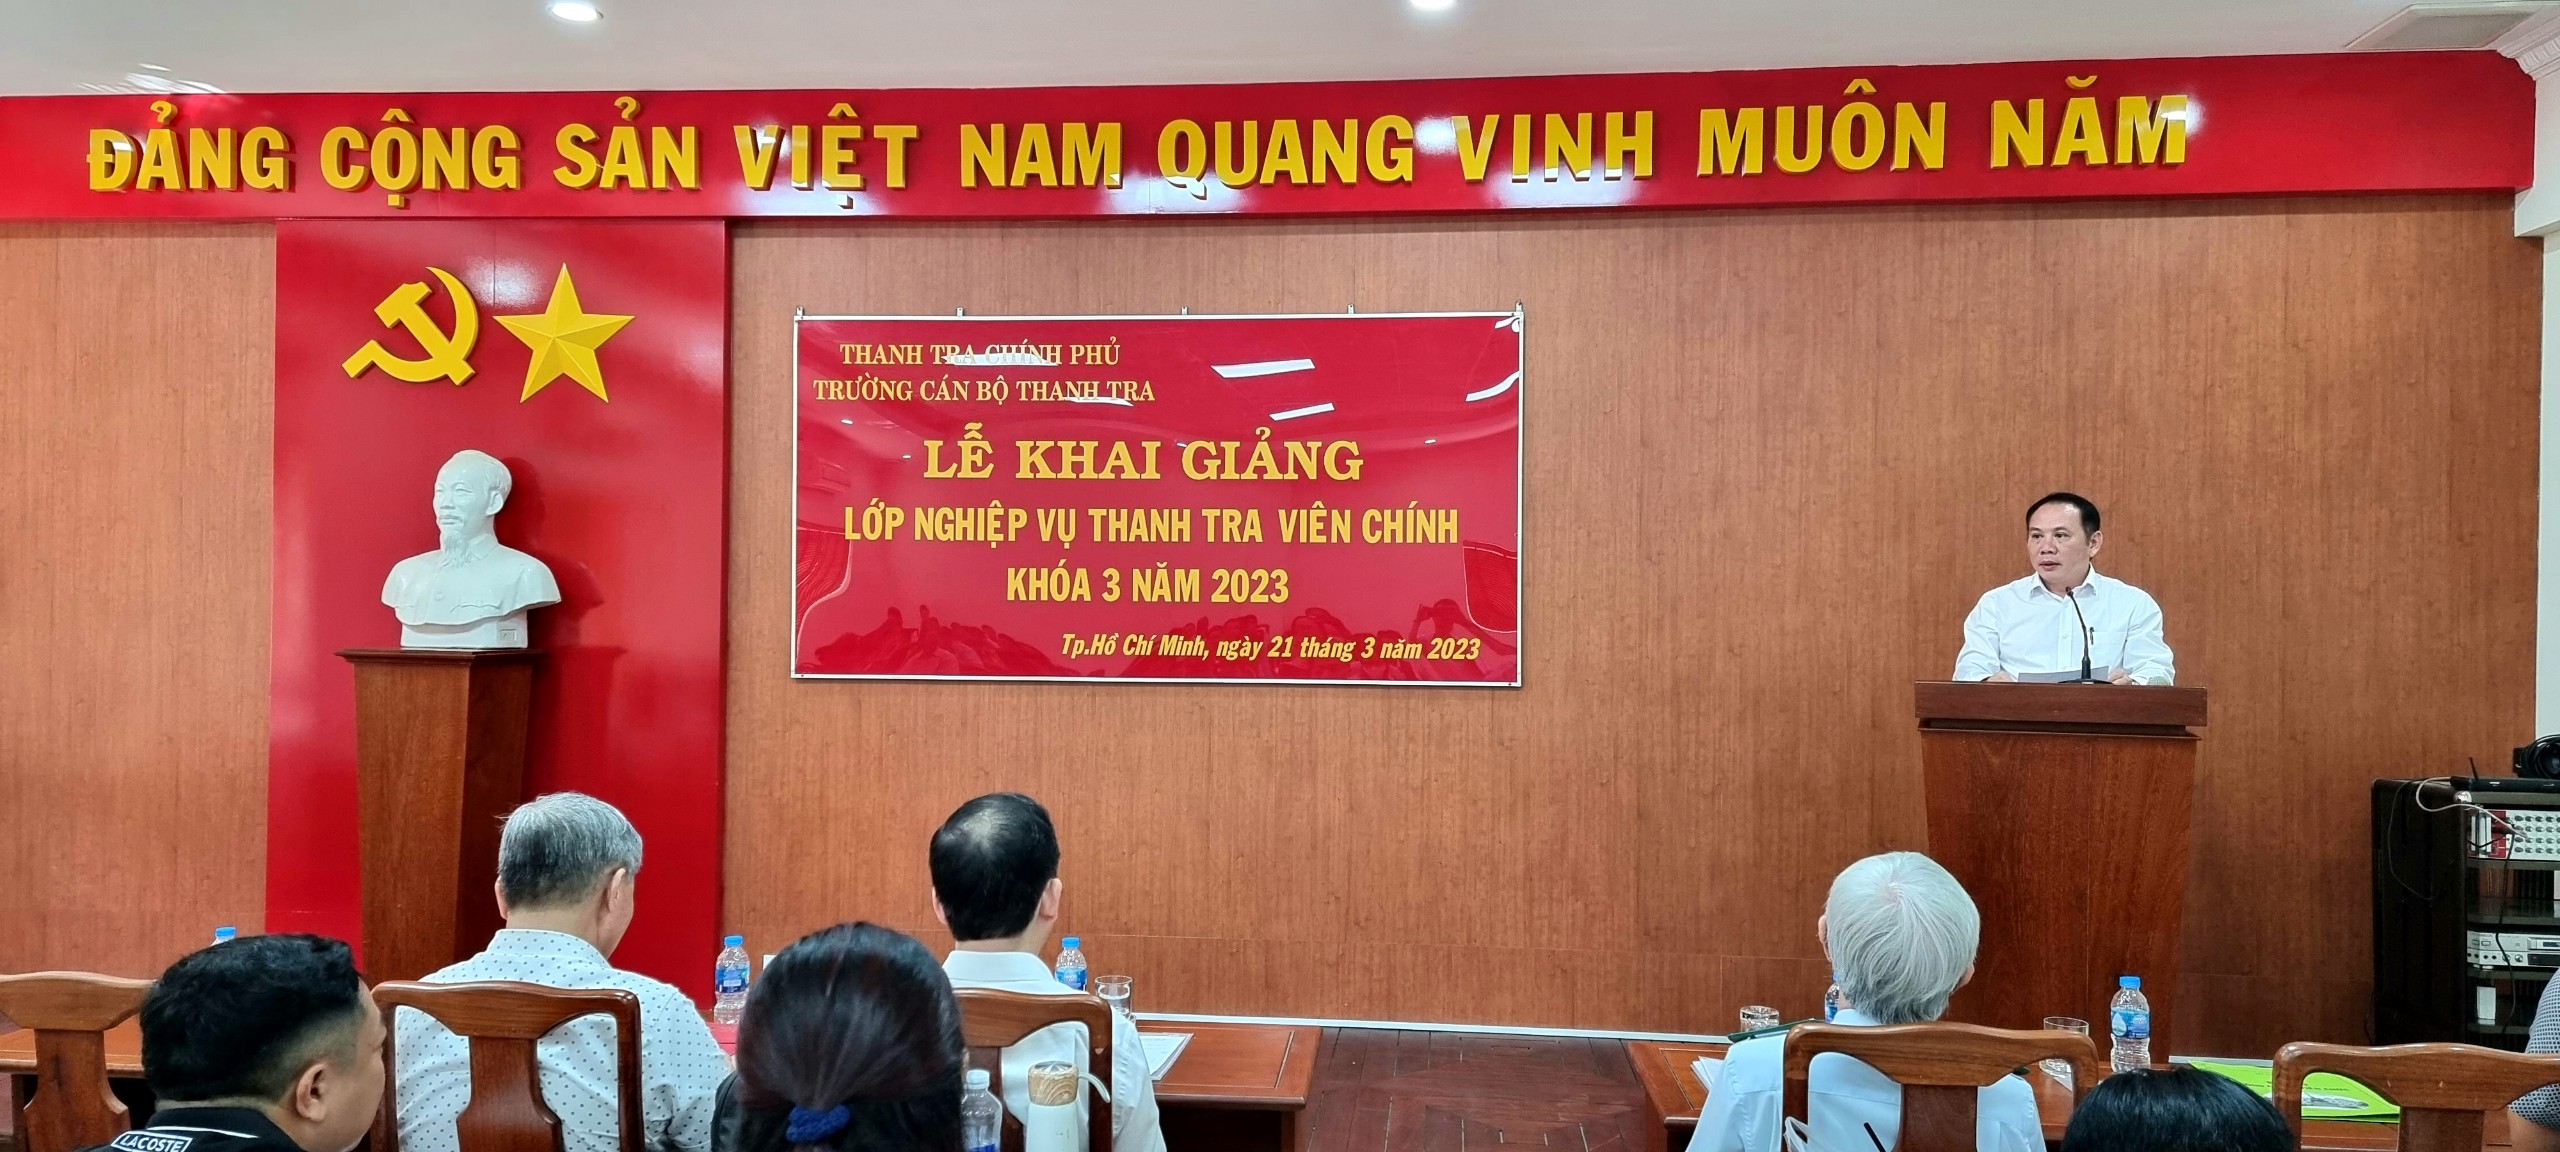 ĐẢNG CỘNG SẢN VIỆT NAM QUANG VINH MUÔN NĂM
THANH TRA CHÍNH PHỦ
TRƯỜNG CÁN BỘ THANH TRA
LỄ KHAI GIẢNG
LỚP NGHIỆP VỤ THANH TRA VIÊN CHÍNH
KHÓA 3 NĂM 2023
Tp.Hồ Chí Minh, ngày 21 tháng 3 năm 2023
LACOSTE